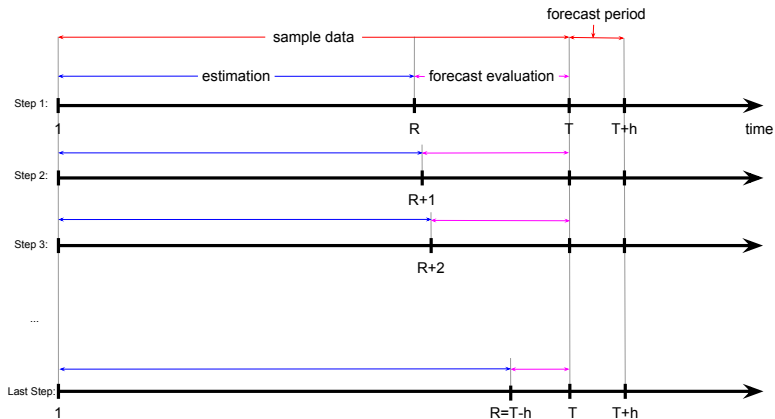 forecast period
sample data
estimation
forecast evaluation
Step 1:
1
R
T
T+h
time
Step 2:
R+1
Step 3:
R+2
...
Last Step:
1
R=T-h
T
T+h